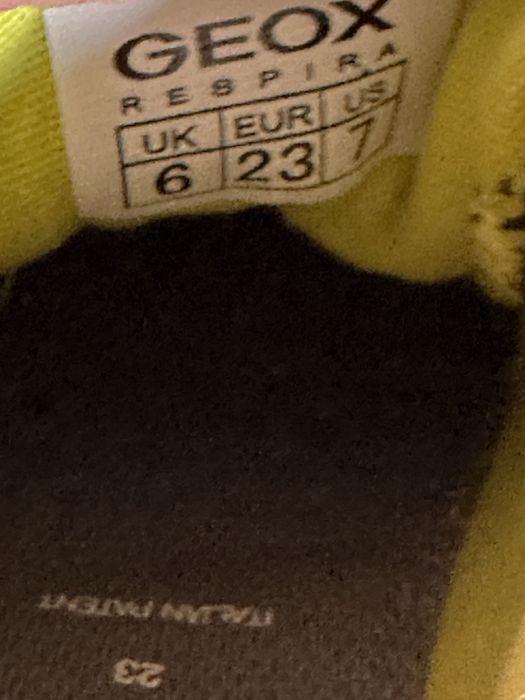 GEOX
RESPIRA
UK EUR US
6 23 7
ITALIAN PATENT
23